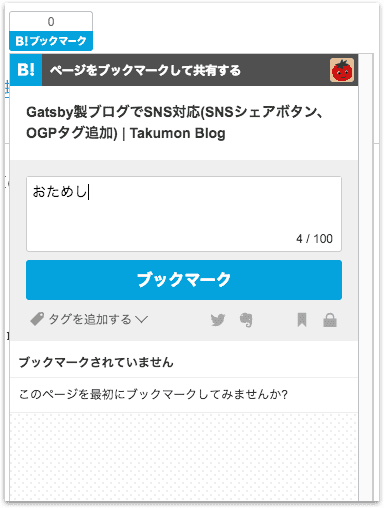 0
B!ブックマーク
B! ページをブックマークして共有する
Gatsby製ブログでSNS対応(SNSシェアボタン、
OGPタグ追加) | Takumon Blog
おためし
4 / 100
ブックマーク
タグを追加する
ブックマークされていません
このページを最初にブックマークしてみませんか?